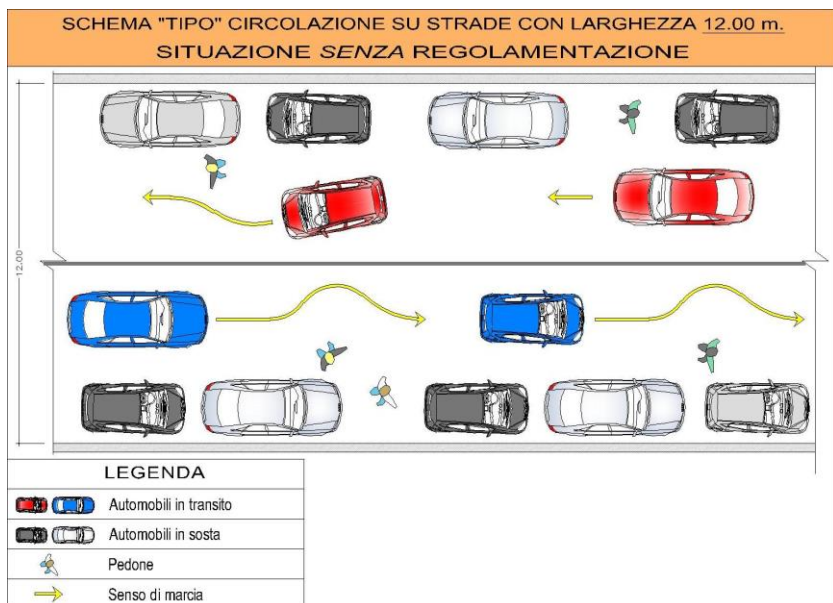 SCHEMA "TIPO" CIRCOLAZIONE SU STRADE CON LARGHEZZA 12.00 m.
SITUAZIONE SENZA REGOLAMENTAZIONE
12.00
LEGENDA
Automobili in transito
Automobili in sosta
Pedone
Senso di marcia